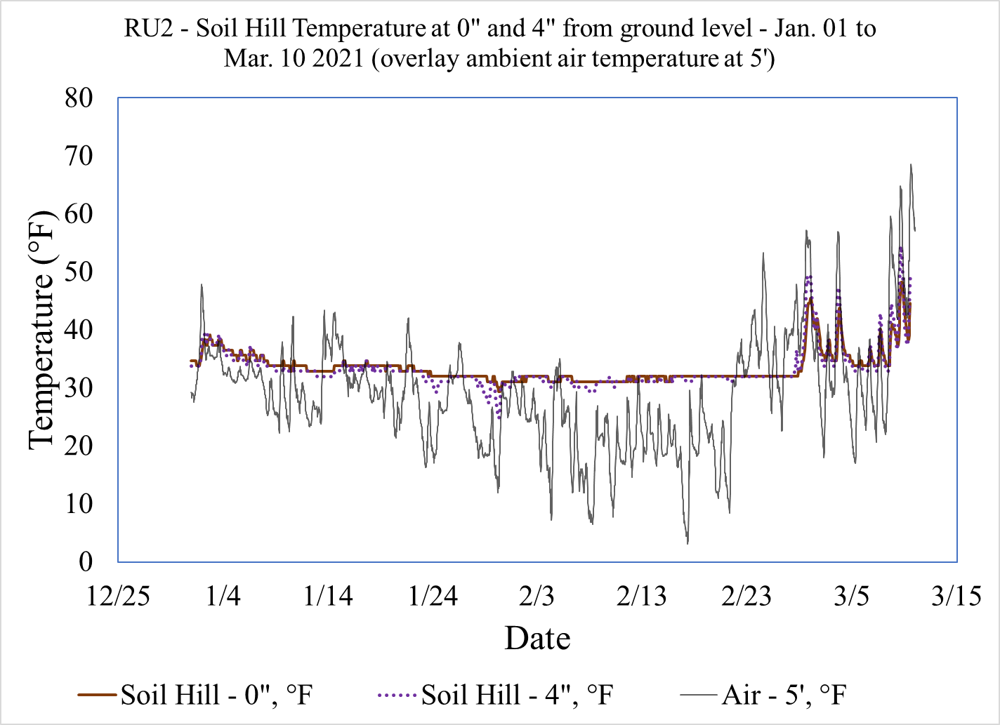 RU2 - Soil Hill Temperature at 0" and 4" from ground level - Jan. 01 to
Mar. 10 2021 (overlay ambient air temperature at 5')
80
70
60
50
40
30
20
10
0
Temperature (°F)
12/25 1/4 1/14 1/24 2/3 2/13 2/23 3/5 3/15
Date
Soil Hill - 0", °F Soil Hill - 4", °F Air - 5', °F